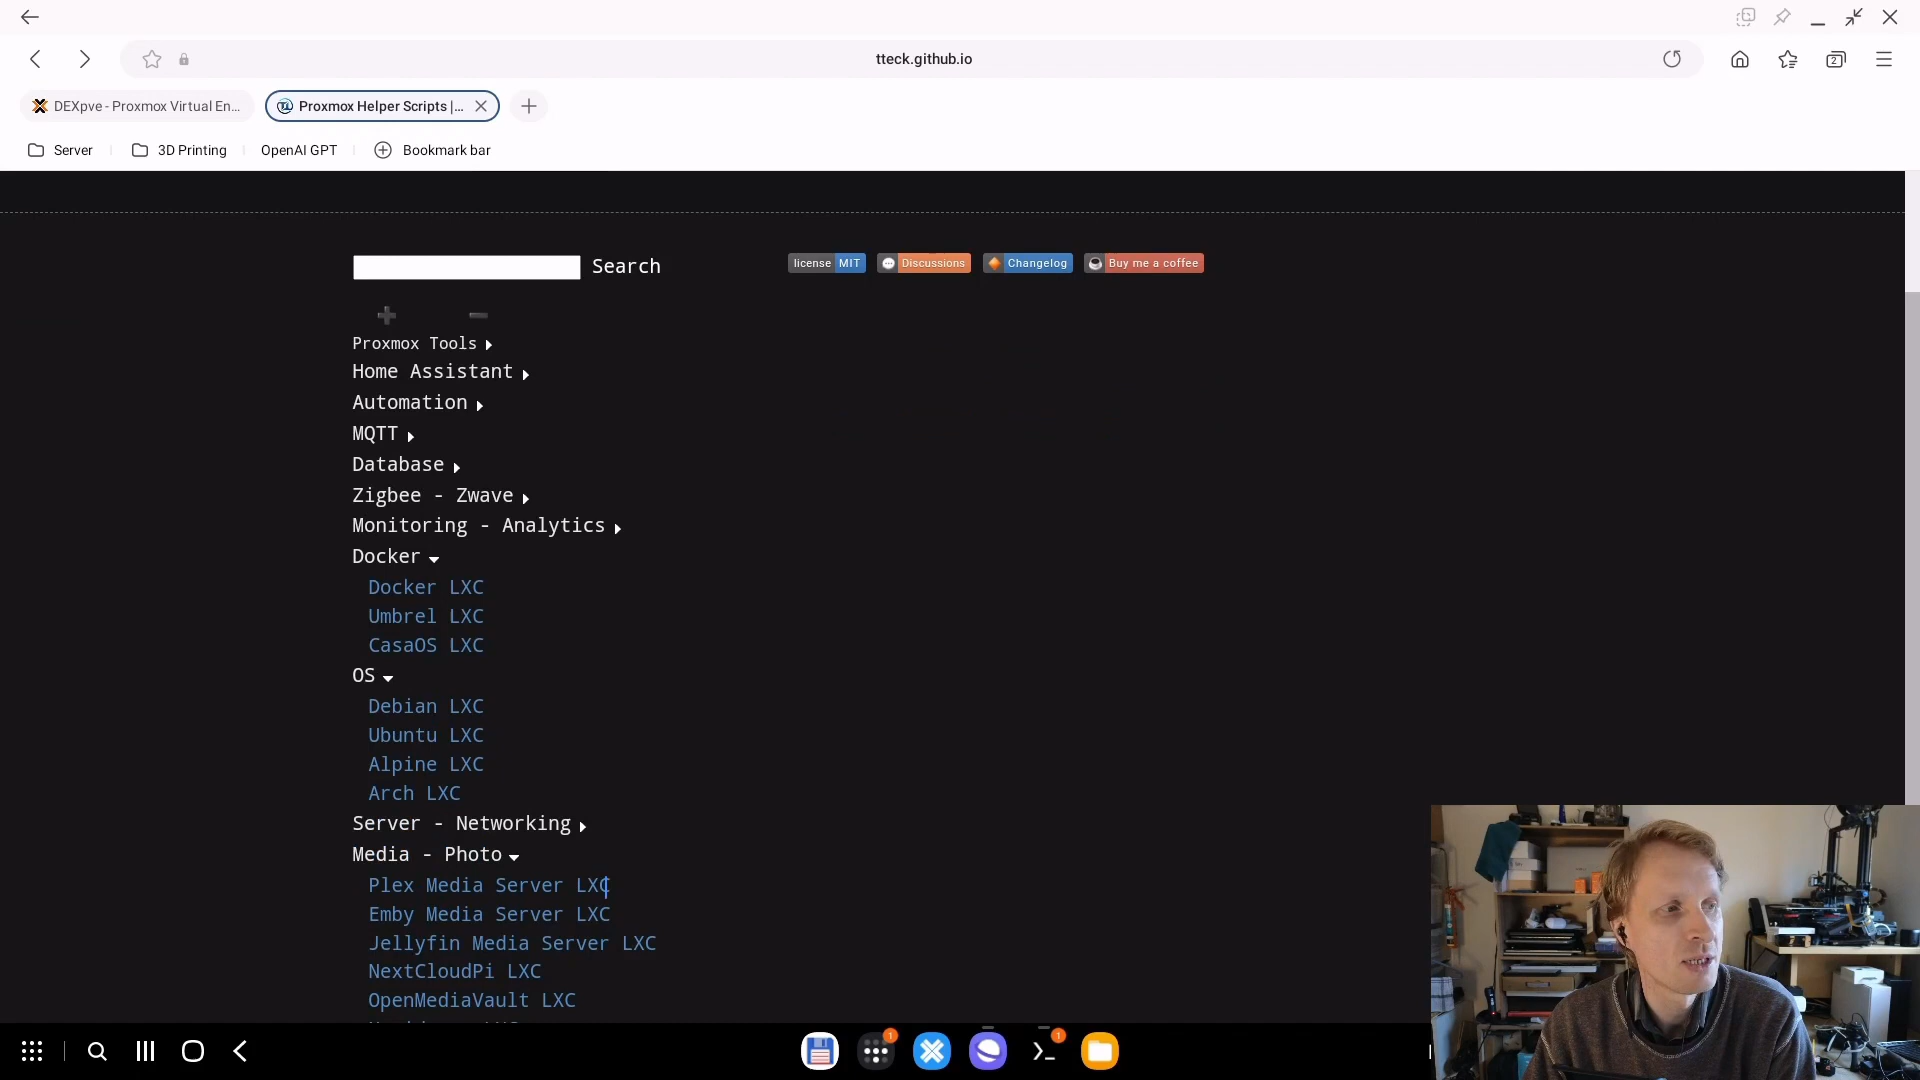 tteck.github.io
DEXpve - Proxmox Virtual En...
Proxmox Helper Scripts |...
2
Server
3D Printing
OpenAI GPT
Bookmark bar
Search
license MIT
Discussions
Changelog
Buy me a coffee
Proxmox Tools
Home Assistant
Automation
MQTT
Database
Zigbee - Zwave
Monitoring - Analytics
Docker
Docker LXC
Umbrel LXC
CasaOS LXC
OS
Debian LXC
Ubuntu LXC
Alpine LXC
Arch LXC
Server - Networking
Media - Photo
Plex Media Server LXC
Emby Media Server LXC
Jellyfin Media Server LXC
NextCloudPi LXC
OpenMediaVault LXC
1
1